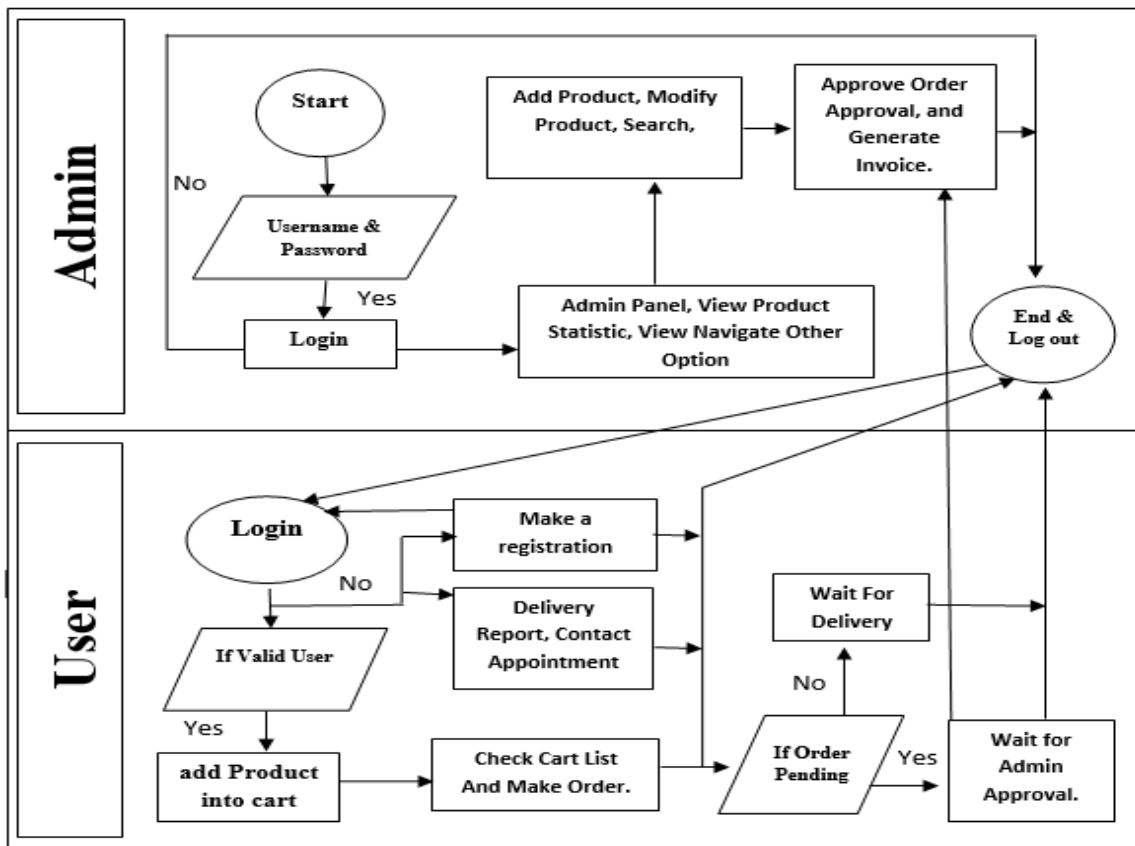 Admin
Start
No
Username &
Password
Yes
Login
Add Product, Modify
Product, Search,
Approve Order
Approval, and
Generate
Invoice.
Admin Panel, View Product
Statistic, View Navigate Other
Option
End &
Log out
User
Login
No
Make a
registration
Delivery
Report, Contact
Appointment
If Valid User
Yes
add Product
into cart
Check Cart List
And Make Order.
Wait For
Delivery
No
If Order
Pending
Yes
Wait for
Admin
Approval.